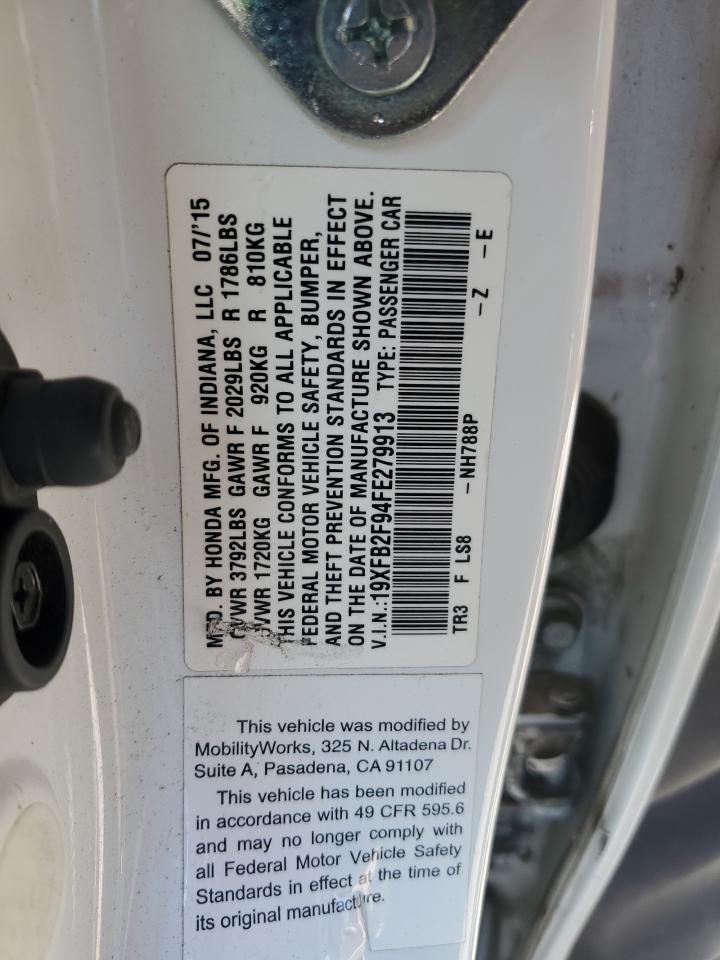 MFD. BY HONDA MFG. OF INDIANA, LLC 07/'15
GVWR 3792LBS GAWR F 2029LBS R 1786LBS
GVWR 1720KG GAWR F 920KG R 810KG
THIS VEHICLE CONFORMS TO ALL APPLICABLE
FEDERAL MOTOR VEHICLE SAFETY, BUMPER,
AND THEFT PREVENTION STANDARDS IN EFFECT
ON THE DATE OF MANUFACTURE SHOWN ABOVE.
V.I.N.:19XFB2F94FE279913 TYPE: PASSENGER CAR
TR3 F LS8 -NH788P -Z -E
This vehicle was modified by
MobilityWorks, 325 N. Altadena Dr.
Suite A, Pasadena, CA 91107
This vehicle has been modified
in accordance with 49 CFR 595.6
and may no longer comply with
all Federal Motor Vehicle Safety
Standards in effect at the time of
its original manufacture.